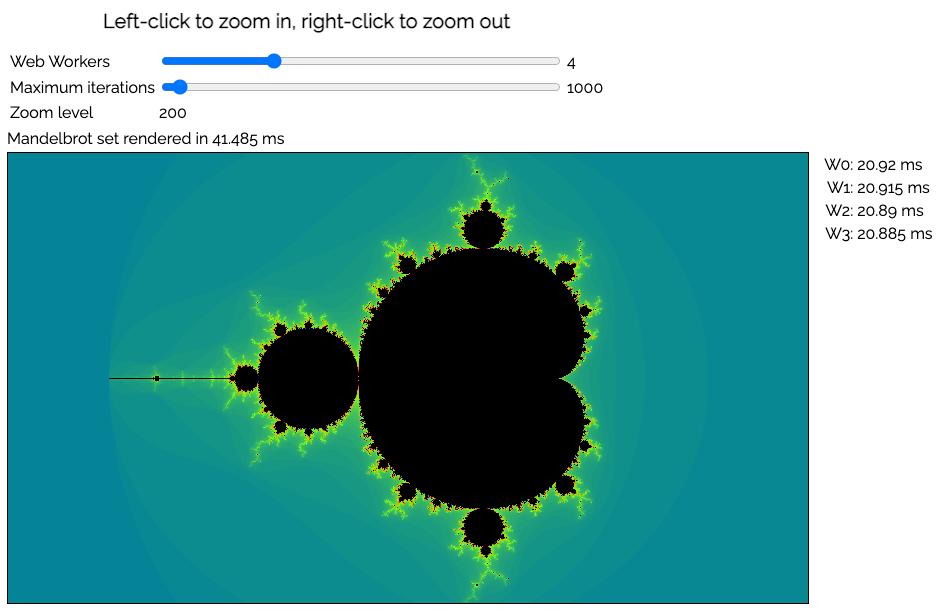 Left-click to zoom in, right-click to zoom out
Web Workers 4
Maximum iterations 1000
Zoom level 200
Mandelbrot set rendered in 41.485 ms
W0: 20.92 ms
W1: 20.915 ms
W2: 20.89 ms
W3: 20.885 ms